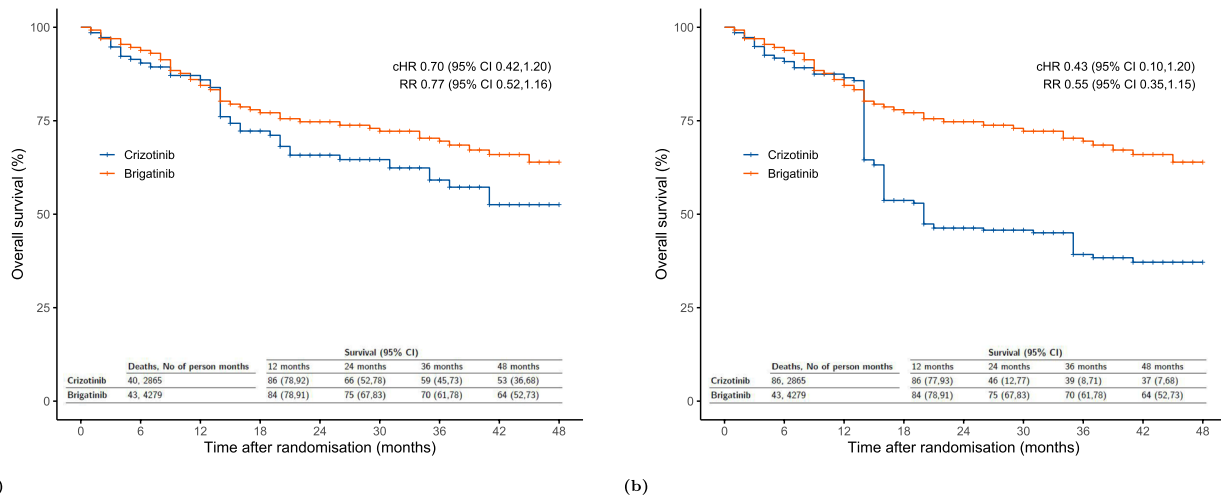 100
75
50
25
0
Overall survival (%)
cHR 0.70 (95% CI 0.42,1.20)
RR 0.77 (95% CI 0.52,1.16)
Crizotinib
Brigatinib
Survival (95% CI)
Deaths, No of person months 12 months 24 months 36 months 48 months
Crizotinib 40, 2865 86 (78,92) 66 (52,78) 59 (45,73) 53 (36,68)
Brigatinib 43, 4279 84 (78,91) 75 (67,83) 70 (61,78) 64 (52,73)
0 6 12 18 24 30 36 42 48
Time after randomisation (months)
)
100
75
50
25
0
Overall survival (%)
cHR 0.43 (95% CI 0.10,1.20)
RR 0.55 (95% CI 0.35,1.15)
Crizotinib
Brigatinib
Survival (95% CI)
Deaths, No of person months 12 months 24 months 36 months 48 months
Crizotinib 86, 2865 86 (77,93) 46 (12,77) 39 (8,71) 37 (7,68)
Brigatinib 43, 4279 84 (78,91) 75 (67,83) 70 (61,78) 64 (52,73)
0 6 12 18 24 30 36 42 48
Time after randomisation (months)
(b)